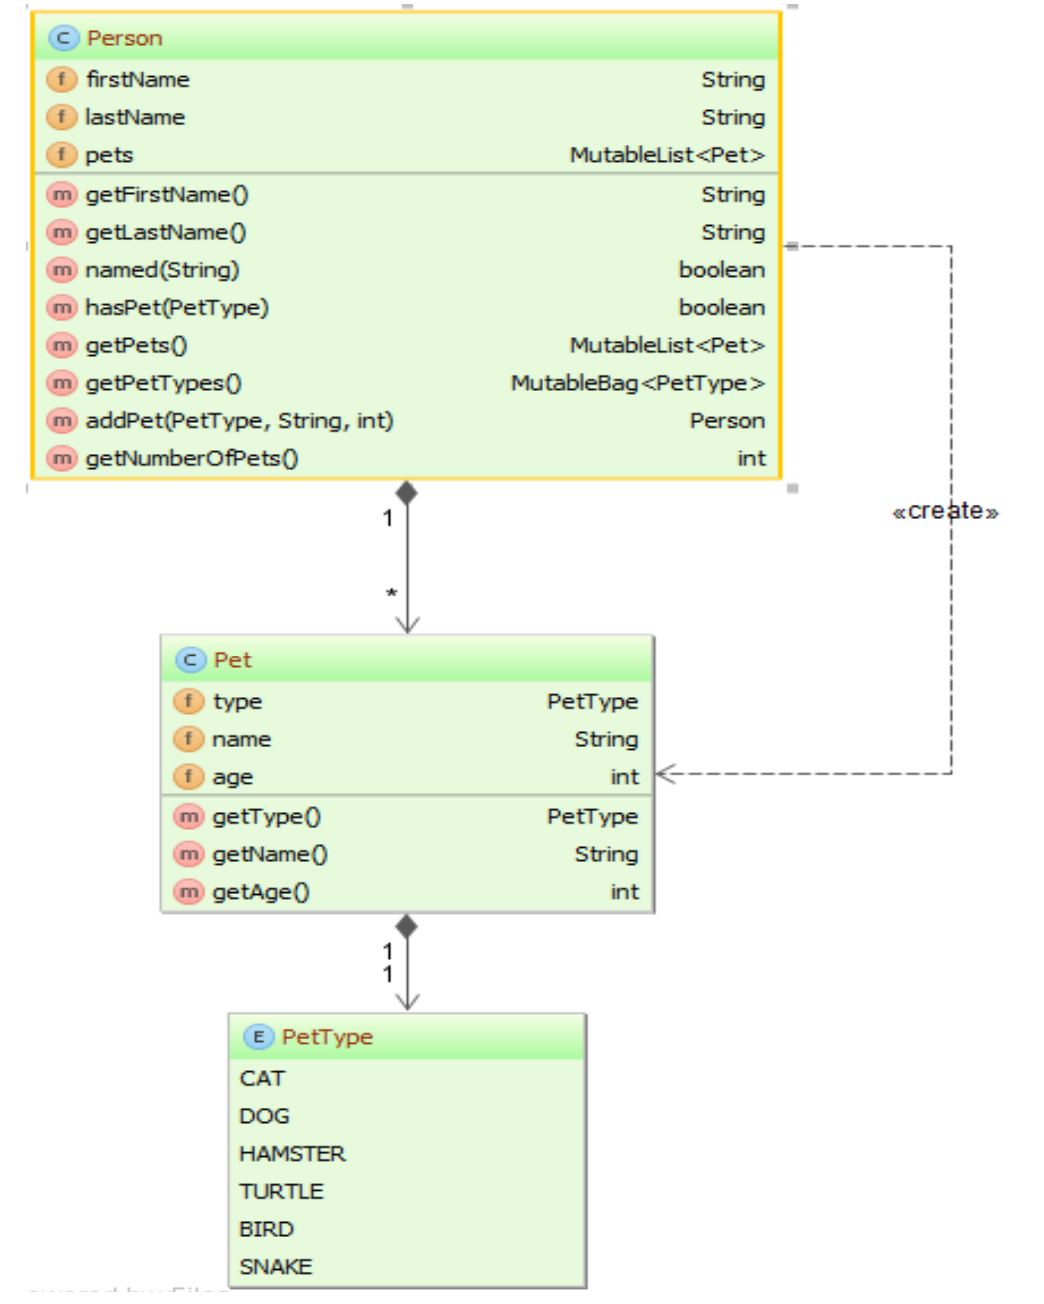 C Person
f firstName String
f lastName String
f pets MutableList<Pet>
m getFirstName() String
m getLastName() String
m named(String) boolean
m hasPet(PetType) boolean
m getPets() MutableList<Pet>
m getPetTypes() MutableBag<PetType>
m addPet(PetType, String, int) Person
m getNumberOfPets() int
1
«create»
*
C Pet
f type PetType
f name String
f age int
m getType() PetType
m getName() String
m getAge() int
1
1
E PetType
CAT
DOG
HAMSTER
TURTLE
BIRD
SNAKE